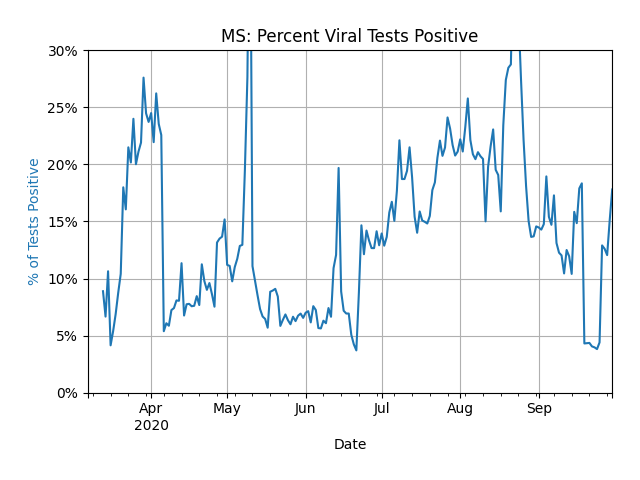 MS: Percent Viral Tests Positive
30%
25%
20%
15%
10%
5%
0%
% of Tests Positive
Apr May Jun Jul Aug Sep
2020
Date